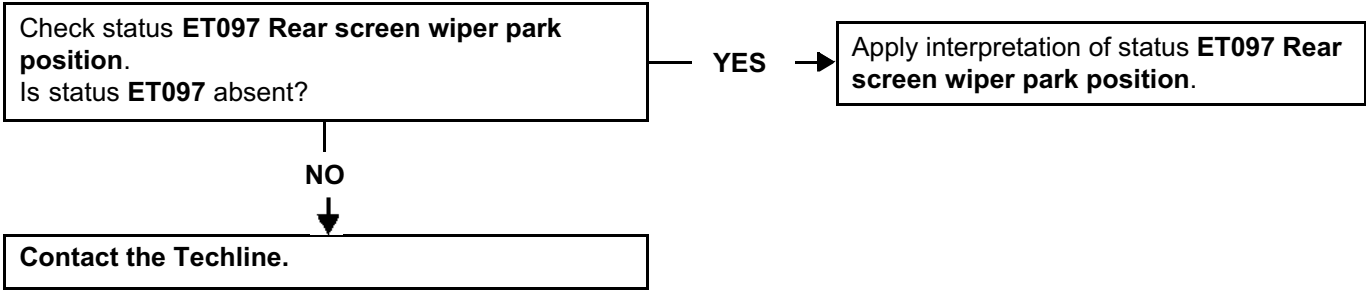 Check status ET097 Rear screen wiper park
position.
Is status ET097 absent?
YES
Apply interpretation of status ET097 Rear
screen wiper park position.
NO
Contact the Techline.